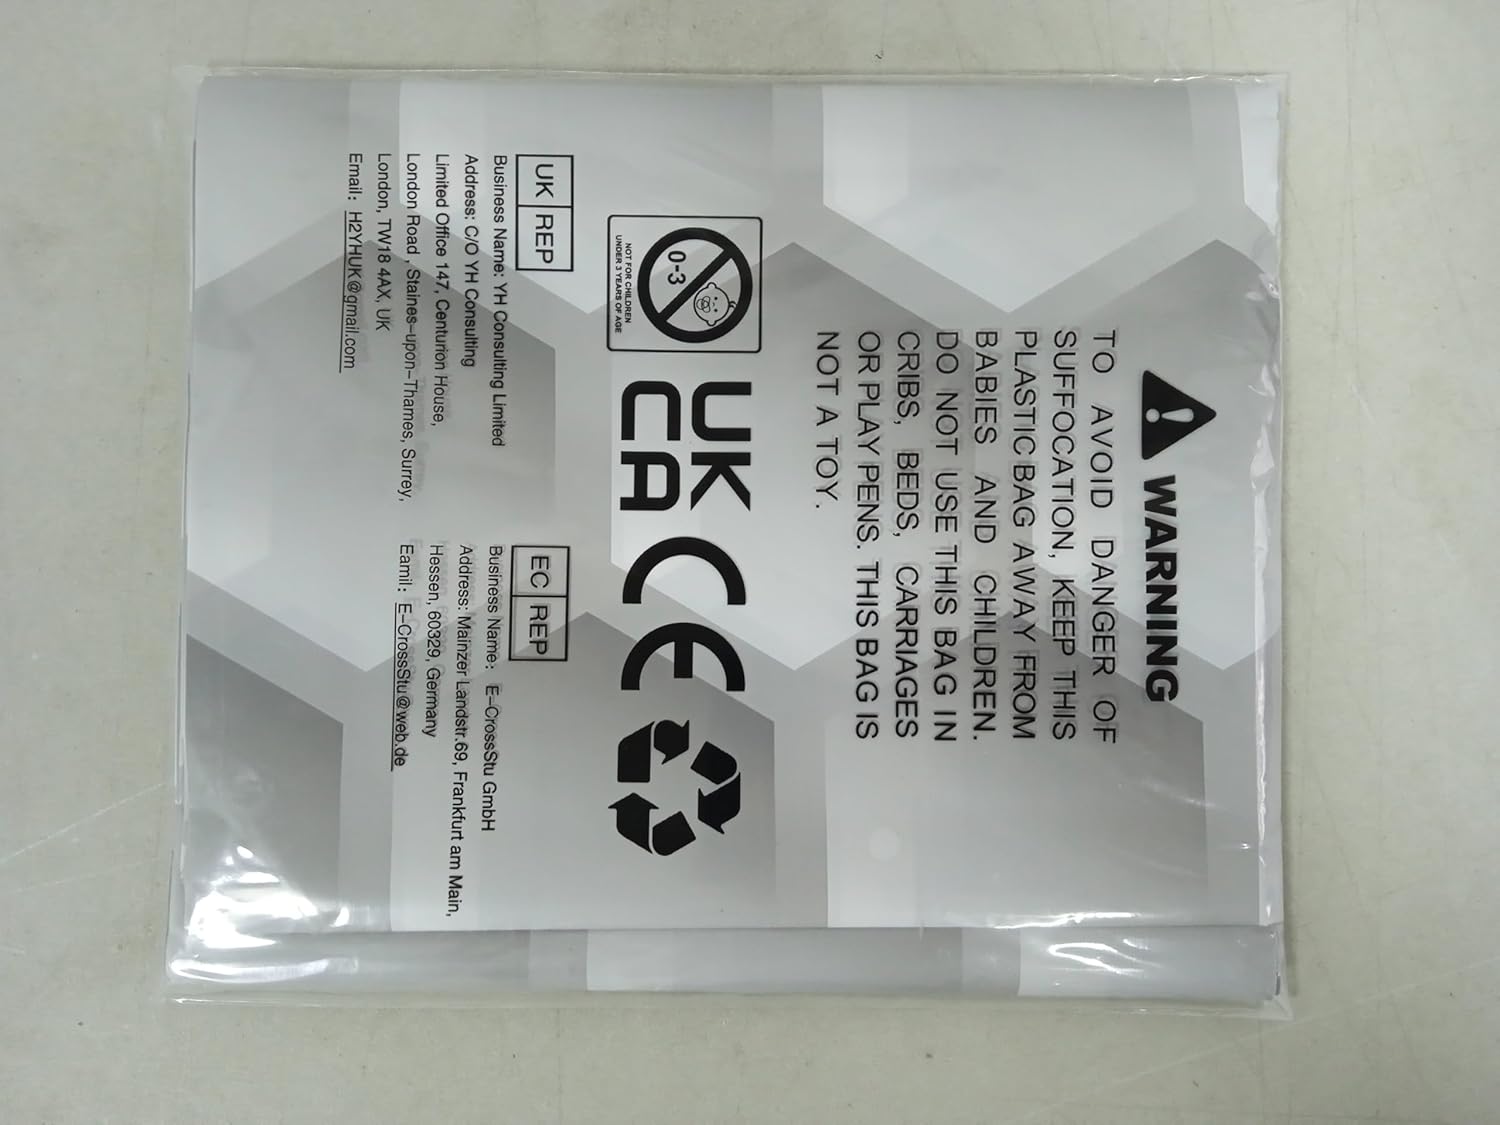 WARNING
TO AVOID DANGER OF
SUFFOCATION, KEEP THIS
PLASTIC BAG AWAY FROM
BABIES AND CHILDREN.
DO NOT USE THIS BAG IN
CRIBS, BEDS, CARRIAGES
OR PLAY PENS. THIS BAG IS
NOT A TOY.
0-3
NOT FOR CHILDREN
UNDER 3 YEARS OF AGE
UK
CA
CE
UK REP
Business Name: YH Consulting Limited
Address: C/O YH Consulting
Limited Office 147, Centurion House,
London Road , Staines-upon-Thames, Surrey,
London, TW18 4AX, UK
Email: H2YHUK@gmail.com
EC REP
Business Name: E-CrossStu GmbH
Address: Mainzer Landstr.69, Frankfurt am Main,
Hessen, 60329, Germany
Eamil: E-CrossStu@web.de